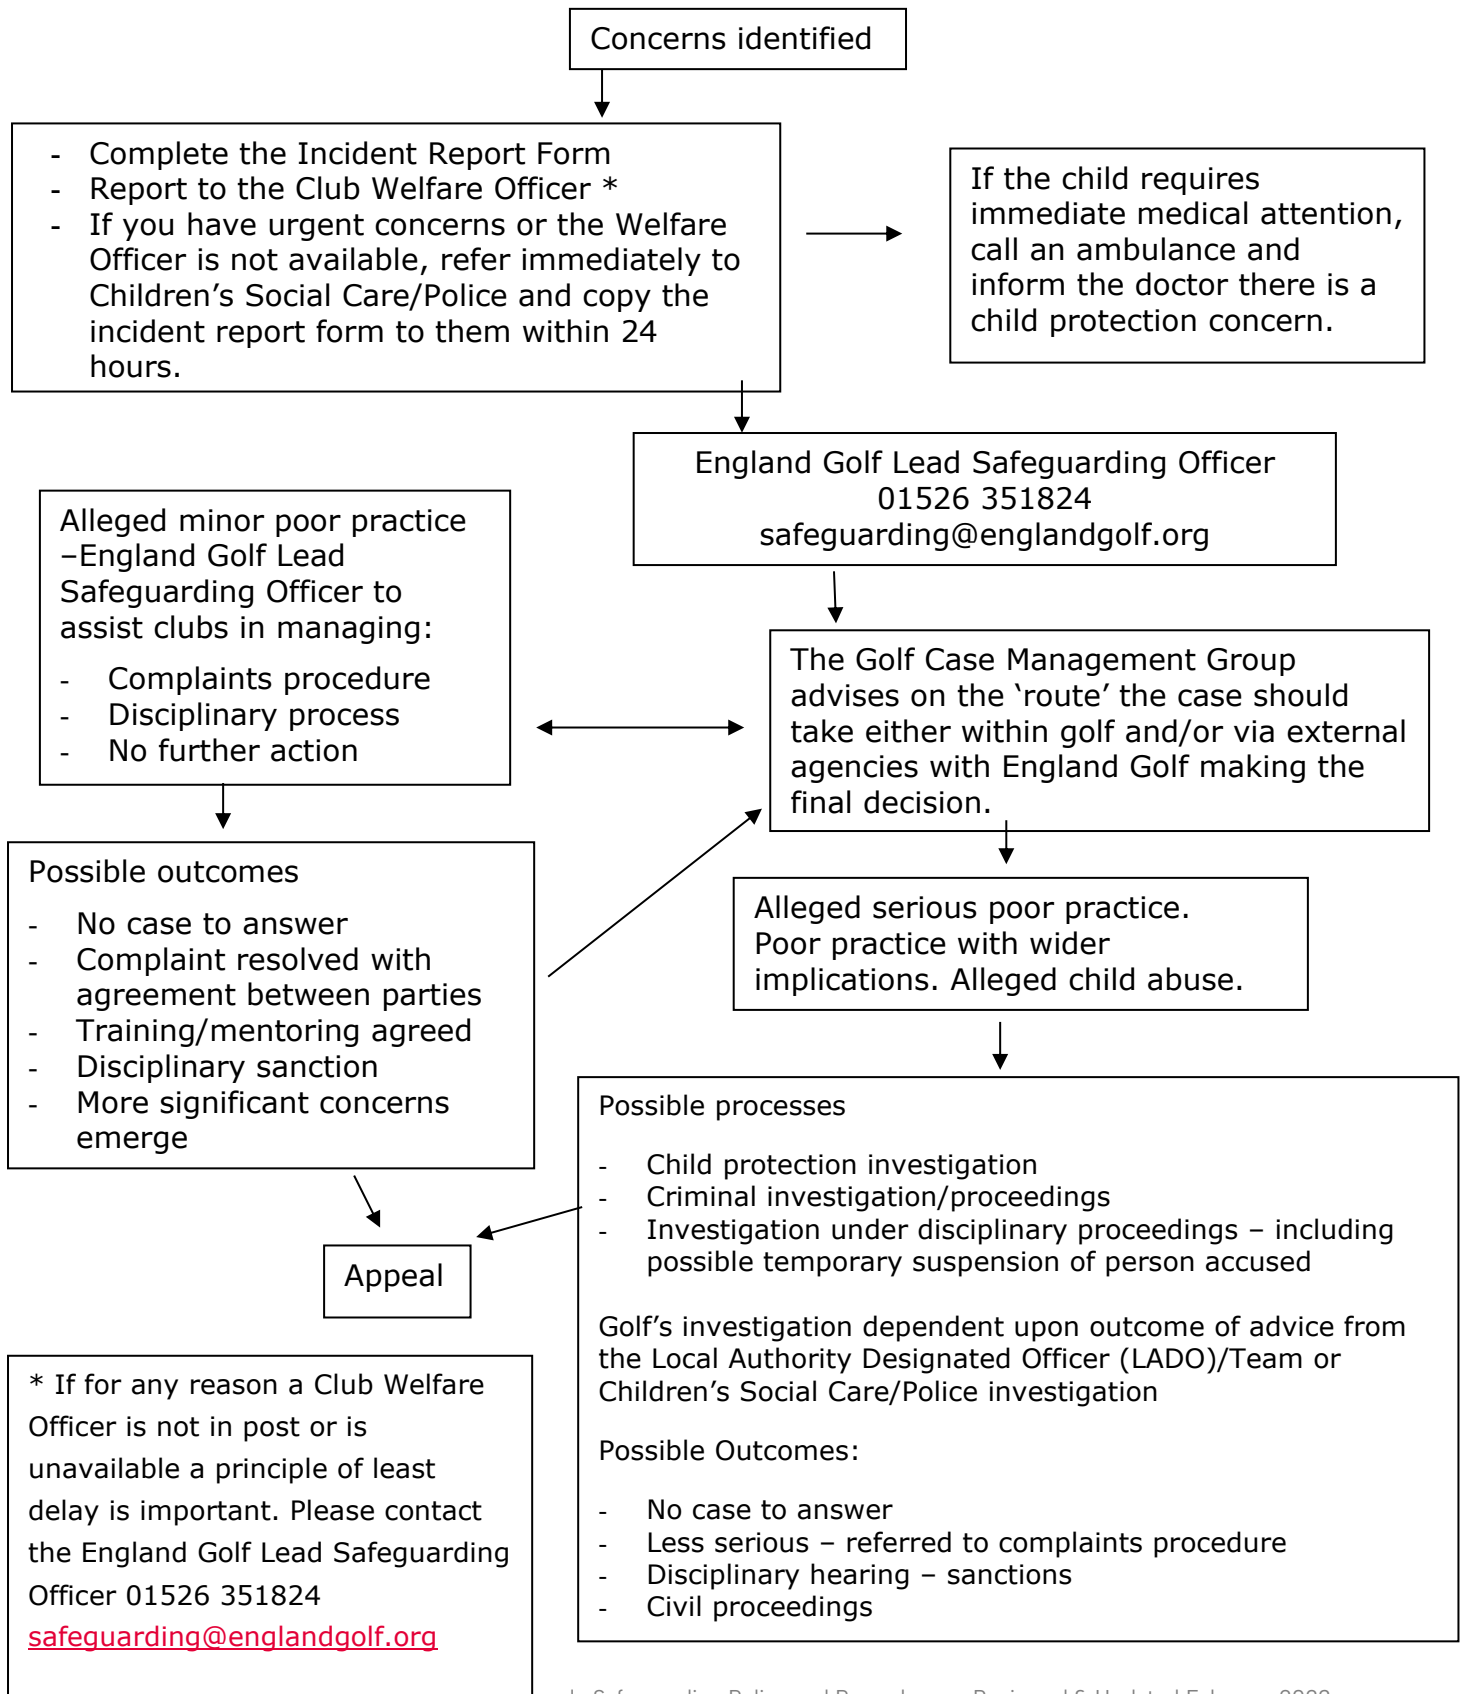 Concerns identified
- Complete the Incident Report Form
- Report to the Club Welfare Officer *
- If you have urgent concerns or the Welfare
Officer is not available, refer immediately to
Children’s Social Care/Police and copy the
incident report form to them within 24
hours.
If the child requires
immediate medical attention,
call an ambulance and
inform the doctor there is a
child protection concern.
England Golf Lead Safeguarding Officer
01526 351824
safeguarding@englandgolf.org
Alleged minor poor practice
–England Golf Lead
Safeguarding Officer to
assist clubs in managing:
- Complaints procedure
- Disciplinary process
- No further action
The Golf Case Management Group
advises on the ‘route’ the case should
take either within golf and/or via external
agencies with England Golf making the
final decision.
Possible outcomes
- No case to answer
- Complaint resolved with
agreement between parties
- Training/mentoring agreed
- Disciplinary sanction
- More significant concerns
emerge
Alleged serious poor practice.
Poor practice with wider
implications. Alleged child abuse.
Possible processes
- Child protection investigation
- Criminal investigation/proceedings
- Investigation under disciplinary proceedings – including
possible temporary suspension of person accused
Golf’s investigation dependent upon outcome of advice from
the Local Authority Designated Officer (LADO)/Team or
Children’s Social Care/Police investigation
Possible Outcomes:
- No case to answer
- Less serious – referred to complaints procedure
- Disciplinary hearing – sanctions
- Civil proceedings
Appeal
* If for any reason a Club Welfare
Officer is not in post or is
unavailable a principle of least
delay is important. Please contact
the England Golf Lead Safeguarding
Officer 01526 351824
safeguarding@englandgolf.org